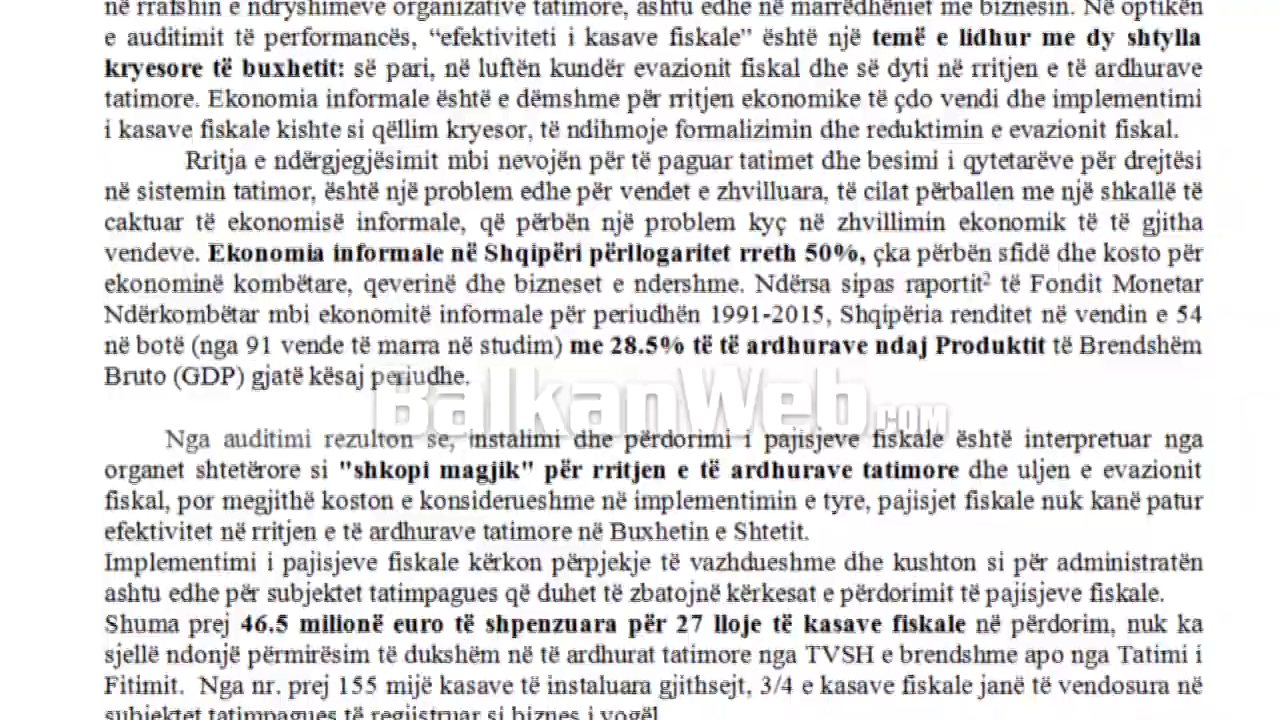 në rrafshin e ndryshimeve organizative tatimore, ashtu edhe në marrëdhëniet me biznesin. Në optikën
e auditimit të performancës, “efektiviteti i kasave fiskale” është një temë e lidhur me dy shtylla
kryesore të buxhetit: së pari, në luftën kundër evazionit fiskal dhe së dyti në rritjen e të ardhurave
tatimore. Ekonomia informale është e dëmshme për rritjen ekonomike të çdo vendi dhe implementimi
i kasave fiskale kishte si qëllim kryesor, të ndihmoje formalizimin dhe reduktimin e evazionit fiskal.
Rritja e ndërgjegjësimit mbi nevojën për të paguar tatimet dhe besimi i qytetarëve për drejtësi
në sistemin tatimor, është një problem edhe për vendet e zhvilluara, të cilat përballen me një shkallë të
caktuar të ekonomisë informale, që përbën një problem kyç në zhvillimin ekonomik të të gjitha
vendeve. Ekonomia informale në Shqipëri përllogaritet rreth 50%, çka përbën sfidë dhe kosto për
ekonominë kombëtare, qeverinë dhe bizneset e ndershme. Ndërsa sipas raportit² të Fondit Monetar
Ndërkombëtar mbi ekonomitë informale për periudhën 1991-2015, Shqipëria renditet në vendin e 54
në botë (nga 91 vende të marra në studim) me 28.5% të të ardhurave ndaj Produktit të Brendshëm
Bruto (GDP) gjatë kësaj periudhe.
BalkanWeb.COM
Nga auditimi rezulton se, instalimi dhe përdorimi i pajisjeve fiskale është interpretuar nga
organet shtetërore si "shkopi magjik" për rritjen e të ardhurave tatimore dhe uljen e evazionit
fiskal, por megjithë koston e konsiderueshme në implementimin e tyre, pajisjet fiskale nuk kanë patur
efektivitet në rritjen e të ardhurave tatimore në Buxhetin e Shtetit.
Implementimi i pajisjeve fiskale kërkon përpjekje të vazhdueshme dhe kushton si për administratën
ashtu edhe për subjektet tatimpagues që duhet të zbatojnë kërkesat e përdorimit të pajisjeve fiskale.
Shuma prej 46.5 milionë euro të shpenzuara për 27 lloje të kasave fiskale në përdorim, nuk ka
sjellë ndonjë përmirësim të dukshëm në të ardhurat tatimore nga TVSH e brendshme apo nga Tatimi i
Fitimit. Nga nr. prej 155 mijë kasave të instaluara gjithsejt, 3/4 e kasave fiskale janë të vendosura në
subjektet tatimpagues të regjistruar si biznes i vogël.